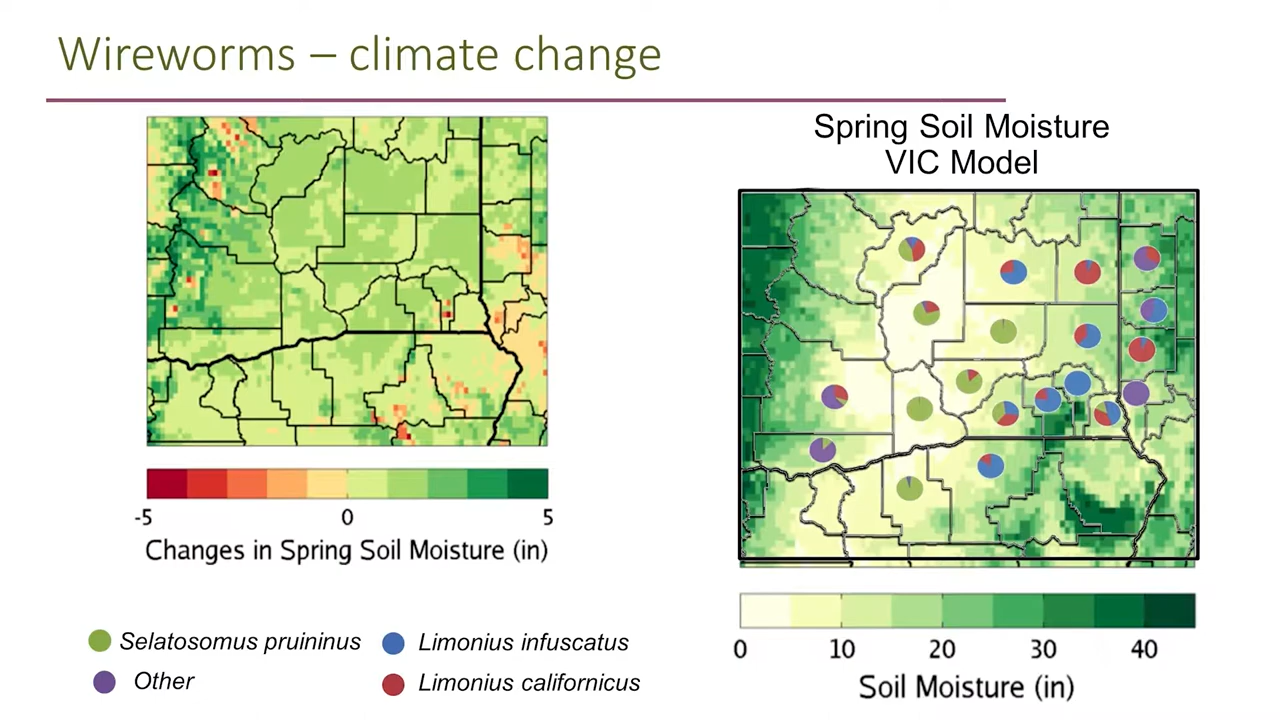 Wireworms – climate change
-5 0 5
Changes in Spring Soil Moisture (in)
Spring Soil Moisture
VIC Model
0 10 20 30 40
Soil Moisture (in)
Selatosomus pruininus
Limonius infuscatus
Other
Limonius californicus